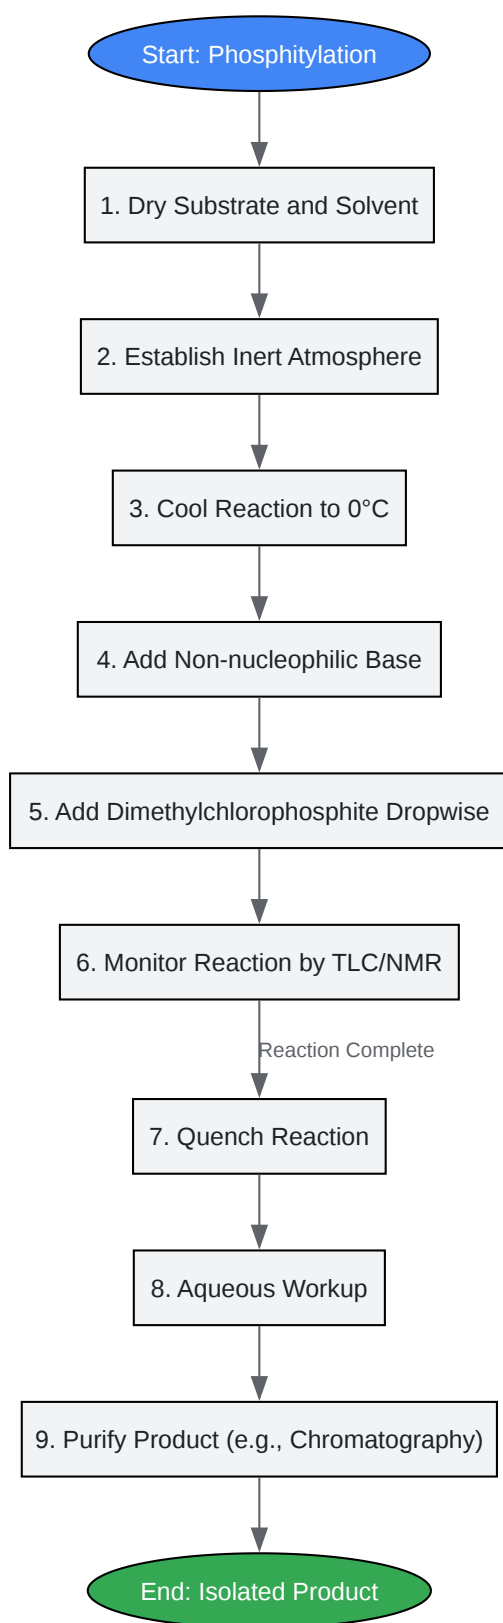 Start: Phosphitylation
1. Dry Substrate and Solvent
2. Establish Inert Atmosphere
3. Cool Reaction to 0°C
4. Add Non-nucleophilic Base
5. Add Dimethylchlorophosphite Dropwise
6. Monitor Reaction by TLC/NMR
Reaction Complete
7. Quench Reaction
8. Aqueous Workup
9. Purify Product (e.g., Chromatography)
End: Isolated Product